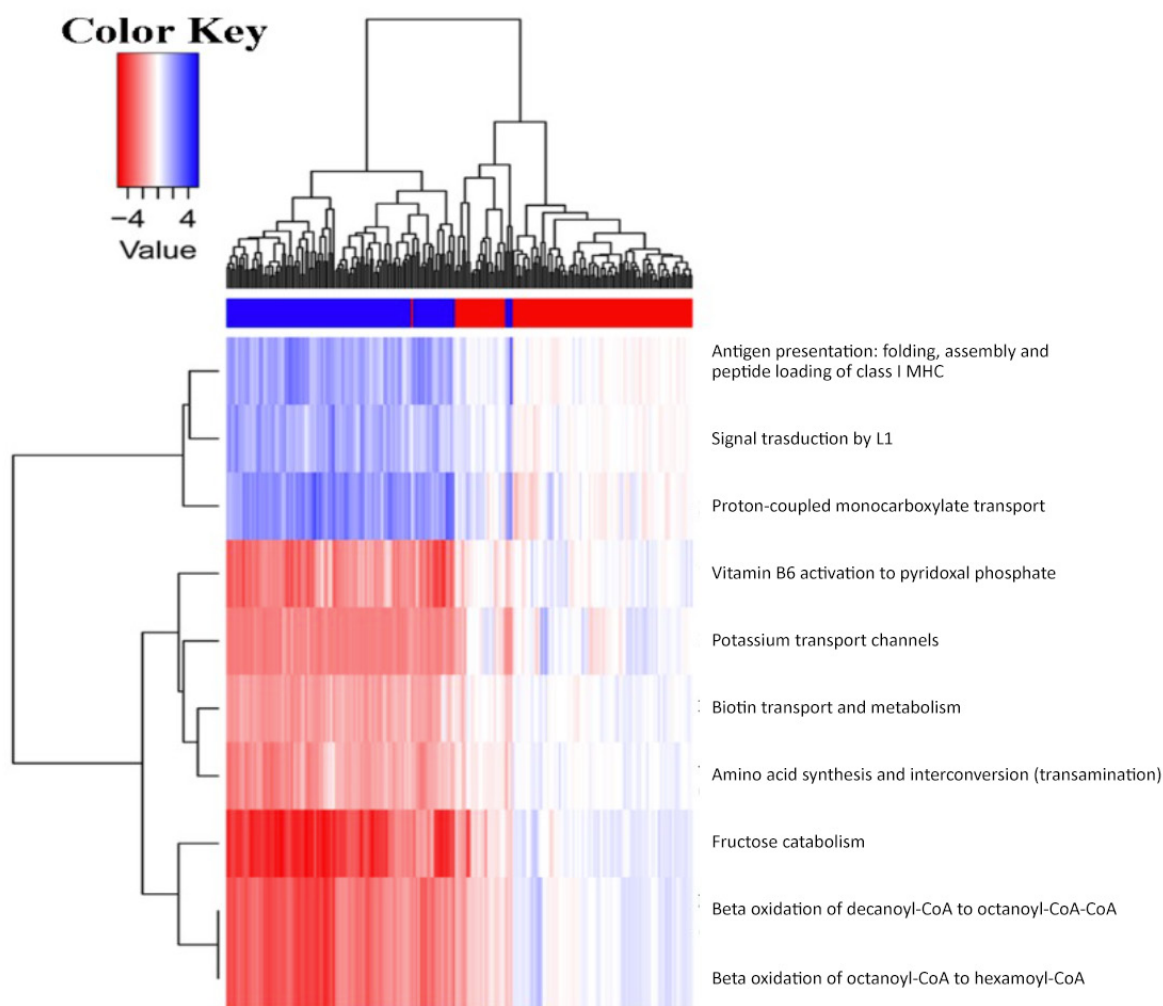 Color Key
−4 4
Value
Antigen presentation: folding, assembly and
peptide loading of class I MHC
Signal trasduction by L1
Proton-coupled monocarboxylate transport
Vitamin B6 activation to pyridoxal phosphate
Potassium transport channels
Biotin transport and metabolism
Amino acid synthesis and interconversion (transamination)
Fructose catabolism
Beta oxidation of decanoyl-CoA to octanoyl-CoA-CoA
Beta oxidation of octanoyl-CoA to hexamoyl-CoA